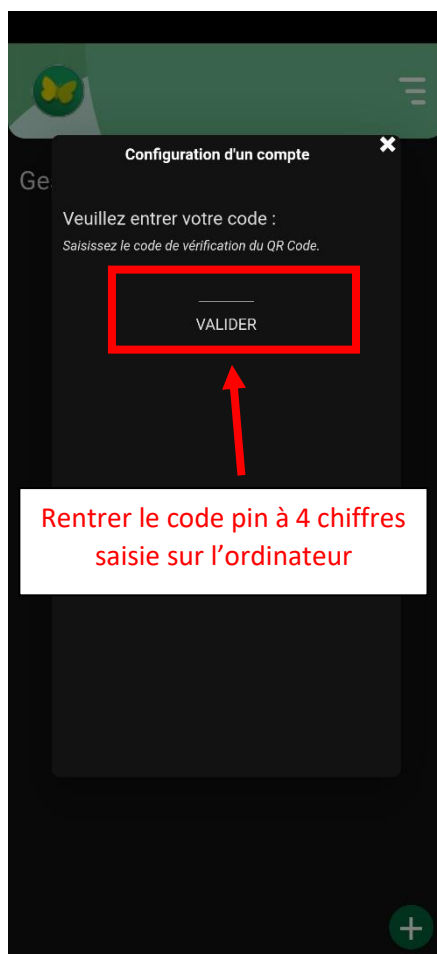 Configuration d'un compte
Ge
Veuillez entrer votre code :
Saisissez le code de vérification du QR Code.
VALIDER
Rentrer le code pin à 4 chiffres
saisie sur l’ordinateur